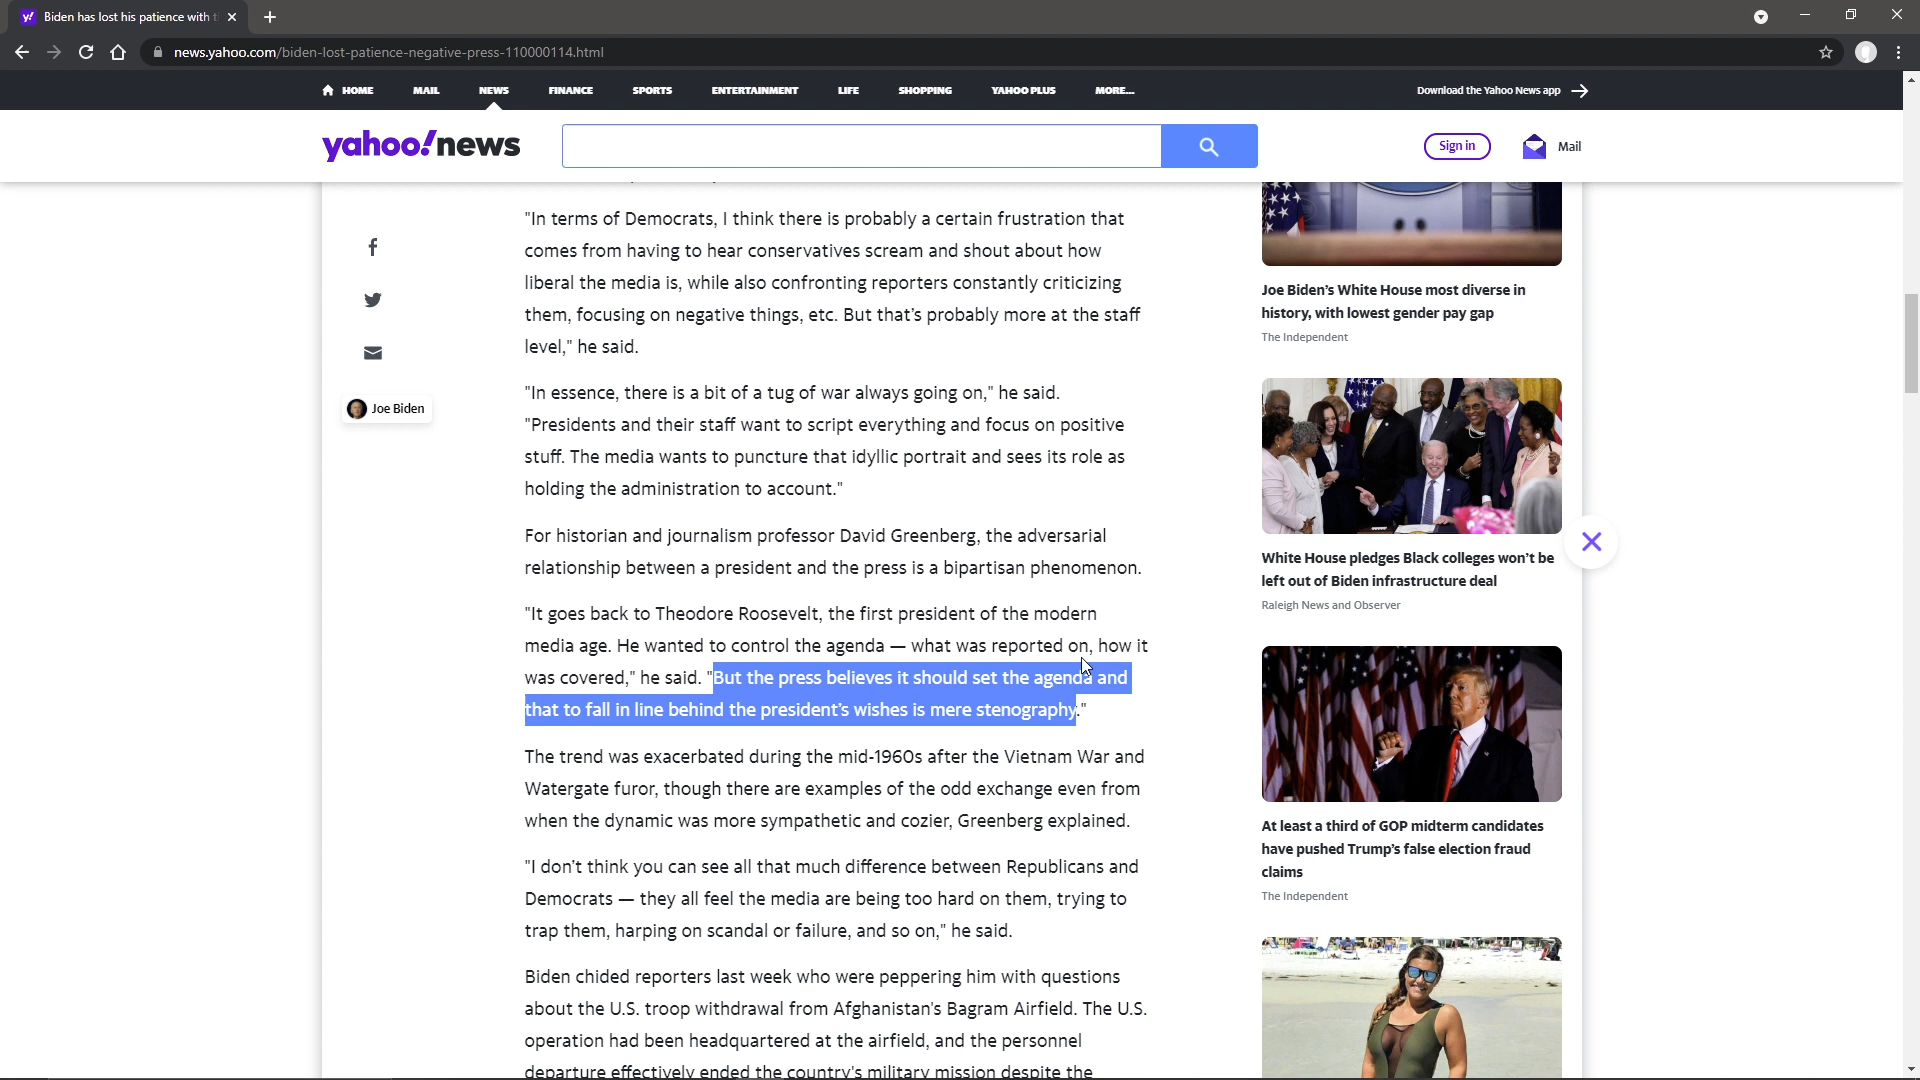 Biden has lost his patience with t
news.yahoo.com/biden-lost-patience-negative-press-110000114.html
HOME MAIL NEWS FINANCE SPORTS ENTERTAINMENT LIFE SHOPPING YAHOO PLUS MORE... Download the Yahoo News app
yahoo!news
Sign in
Mail
"In terms of Democrats, I think there is probably a certain frustration that
comes from having to hear conservatives scream and shout about how
liberal the media is, while also confronting reporters constantly criticizing
them, focusing on negative things, etc. But that’s probably more at the staff
level," he said.
"In essence, there is a bit of a tug of war always going on," he said.
"Presidents and their staff want to script everything and focus on positive
stuff. The media wants to puncture that idyllic portrait and sees its role as
holding the administration to account."
For historian and journalism professor David Greenberg, the adversarial
relationship between a president and the press is a bipartisan phenomenon.
"It goes back to Theodore Roosevelt, the first president of the modern
media age. He wanted to control the agenda — what was reported on, how it
was covered," he said. "But the press believes it should set the agenda and
that to fall in line behind the president’s wishes is mere stenography."
The trend was exacerbated during the mid-1960s after the Vietnam War and
Watergate furor, though there are examples of the odd exchange even from
when the dynamic was more sympathetic and cozier, Greenberg explained.
"I don’t think you can see all that much difference between Republicans and
Democrats — they all feel the media are being too hard on them, trying to
trap them, harping on scandal or failure, and so on," he said.
Biden chided reporters last week who were peppering him with questions
about the U.S. troop withdrawal from Afghanistan's Bagram Airfield. The U.S.
operation had been headquartered at the airfield, and the personnel
departure effectively ended the country's military mission despite the
Joe Biden
Joe Biden’s White House most diverse in
history, with lowest gender pay gap
The Independent
White House pledges Black colleges won’t be
left out of Biden infrastructure deal
Raleigh News and Observer
At least a third of GOP midterm candidates
have pushed Trump’s false election fraud
claims
The Independent